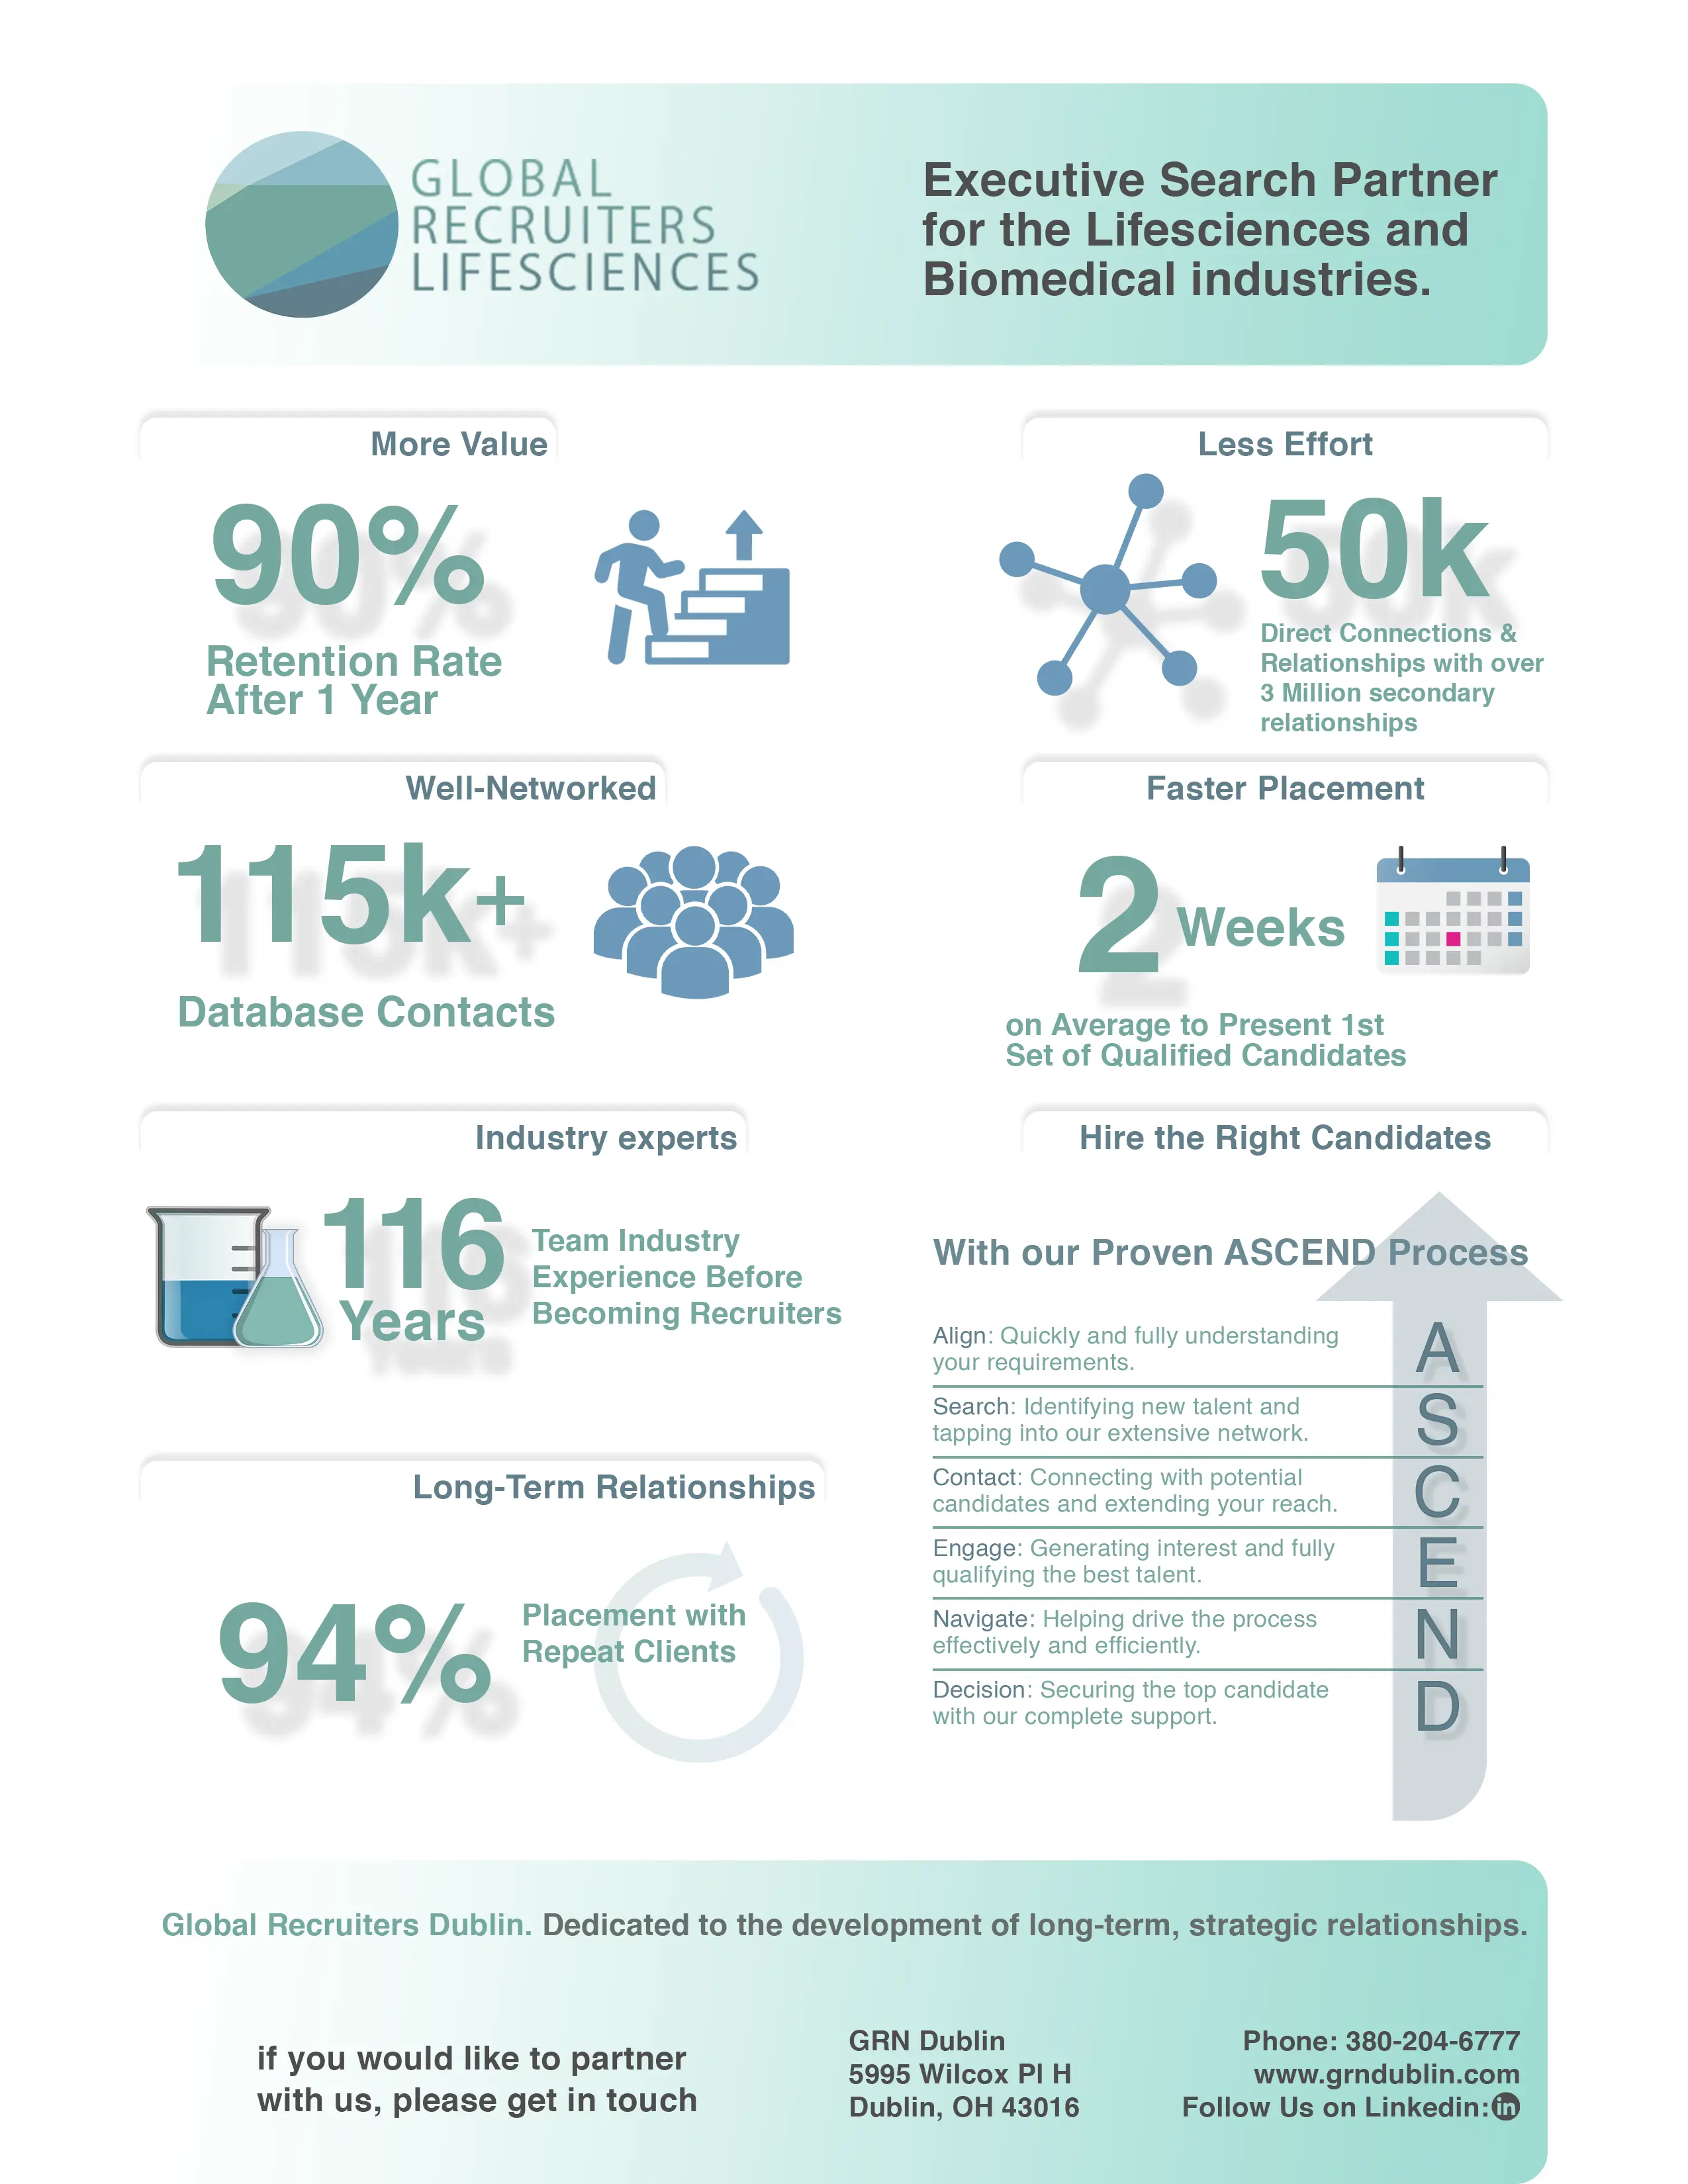 GLOBAL
RECRUITERS
LIFESCIENCES
Executive Search Partner
for the Lifesciences and
Biomedical industries.
More Value
90%
Retention Rate
After 1 Year
Less Effort
50k
Direct Connections &
Relationships with over
3 Million secondary
relationships
Well-Networked
115k+
Database Contacts
Faster Placement
2 Weeks
on Average to Present 1st
Set of Qualified Candidates
Industry experts
116
Years
Team Industry
Experience Before
Becoming Recruiters
Long-Term Relationships
94%
Placement with
Repeat Clients
Hire the Right Candidates
With our Proven ASCEND Process
Align: Quickly and fully understanding
your requirements.
A
Search: Identifying new talent and
tapping into our extensive network.
S
Contact: Connecting with potential
candidates and extending your reach.
C
Engage: Generating interest and fully
qualifying the best talent.
E
Navigate: Helping drive the process
effectively and efficiently.
N
Decision: Securing the top candidate
with our complete support.
D
Global Recruiters Dublin. Dedicated to the development of long-term, strategic relationships.
if you would like to partner
with us, please get in touch
GRN Dublin
5995 Wilcox Pl H
Dublin, OH 43016
Phone: 380-204-6777
www.grndublin.com
Follow Us on Linkedin: in